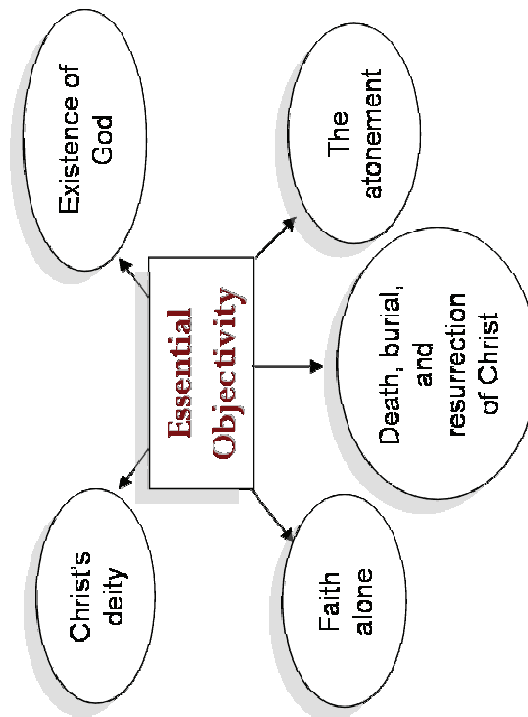 Christ's
deity
Existence of
God
Essential
Objectivity
Faith
alone
Death, burial,
and
resurrection
of Christ
The
atonement